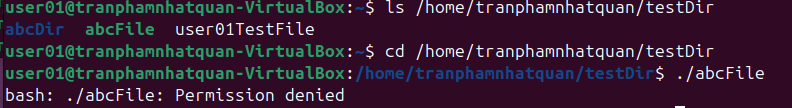 user01@tranphamnhatquan-VirtualBox:~$ ls /home/tranphamnhatquan/testDir
abcDir abcFile user01TestFile
user01@tranphamnhatquan-VirtualBox:~$ cd /home/tranphamnhatquan/testDir
user01@tranphamnhatquan-VirtualBox:/home/tranphamnhatquan/testDir$ ./abcFile
bash: ./abcFile: Permission denied